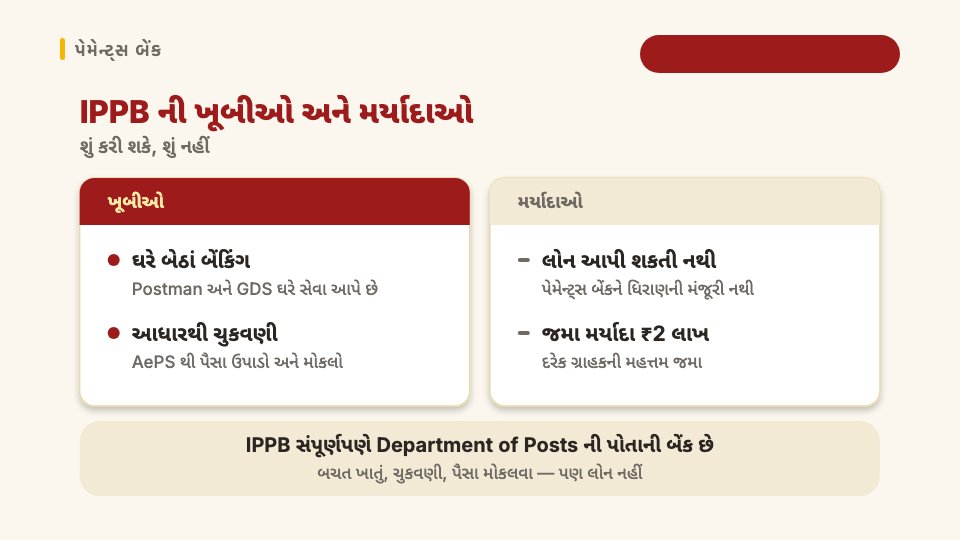 પેમેન્ટ્સ બેંક
IPPB ની ખૂબીઓ અને મર્યાદાઓ
શું કરી શકે, શું નહીં
ખૂબીઓ
ઘરે બેઠાં બેંકિંગ
Postman અને GDS ઘરે સેવા આપે છે
આધારથી ચુકવણી
AePS થી પૈસા ઉપાડો અને મોકલો
મર્યાદાઓ
– લોન આપી શકતી નથી
પેમેન્ટ્સ બેંકને ધિરાણની મંજૂરી નથી
– જમા મર્યાદા ₹2 લાખ
દરેક ગ્રાહકની મહત્તમ જમા
IPPB સંપૂર્ણપણે Department of Posts ની પોતાની બેંક છે
બચત ખાતું, ચુકવણી, પૈસા મોકલવા — પણ લોન નહીં